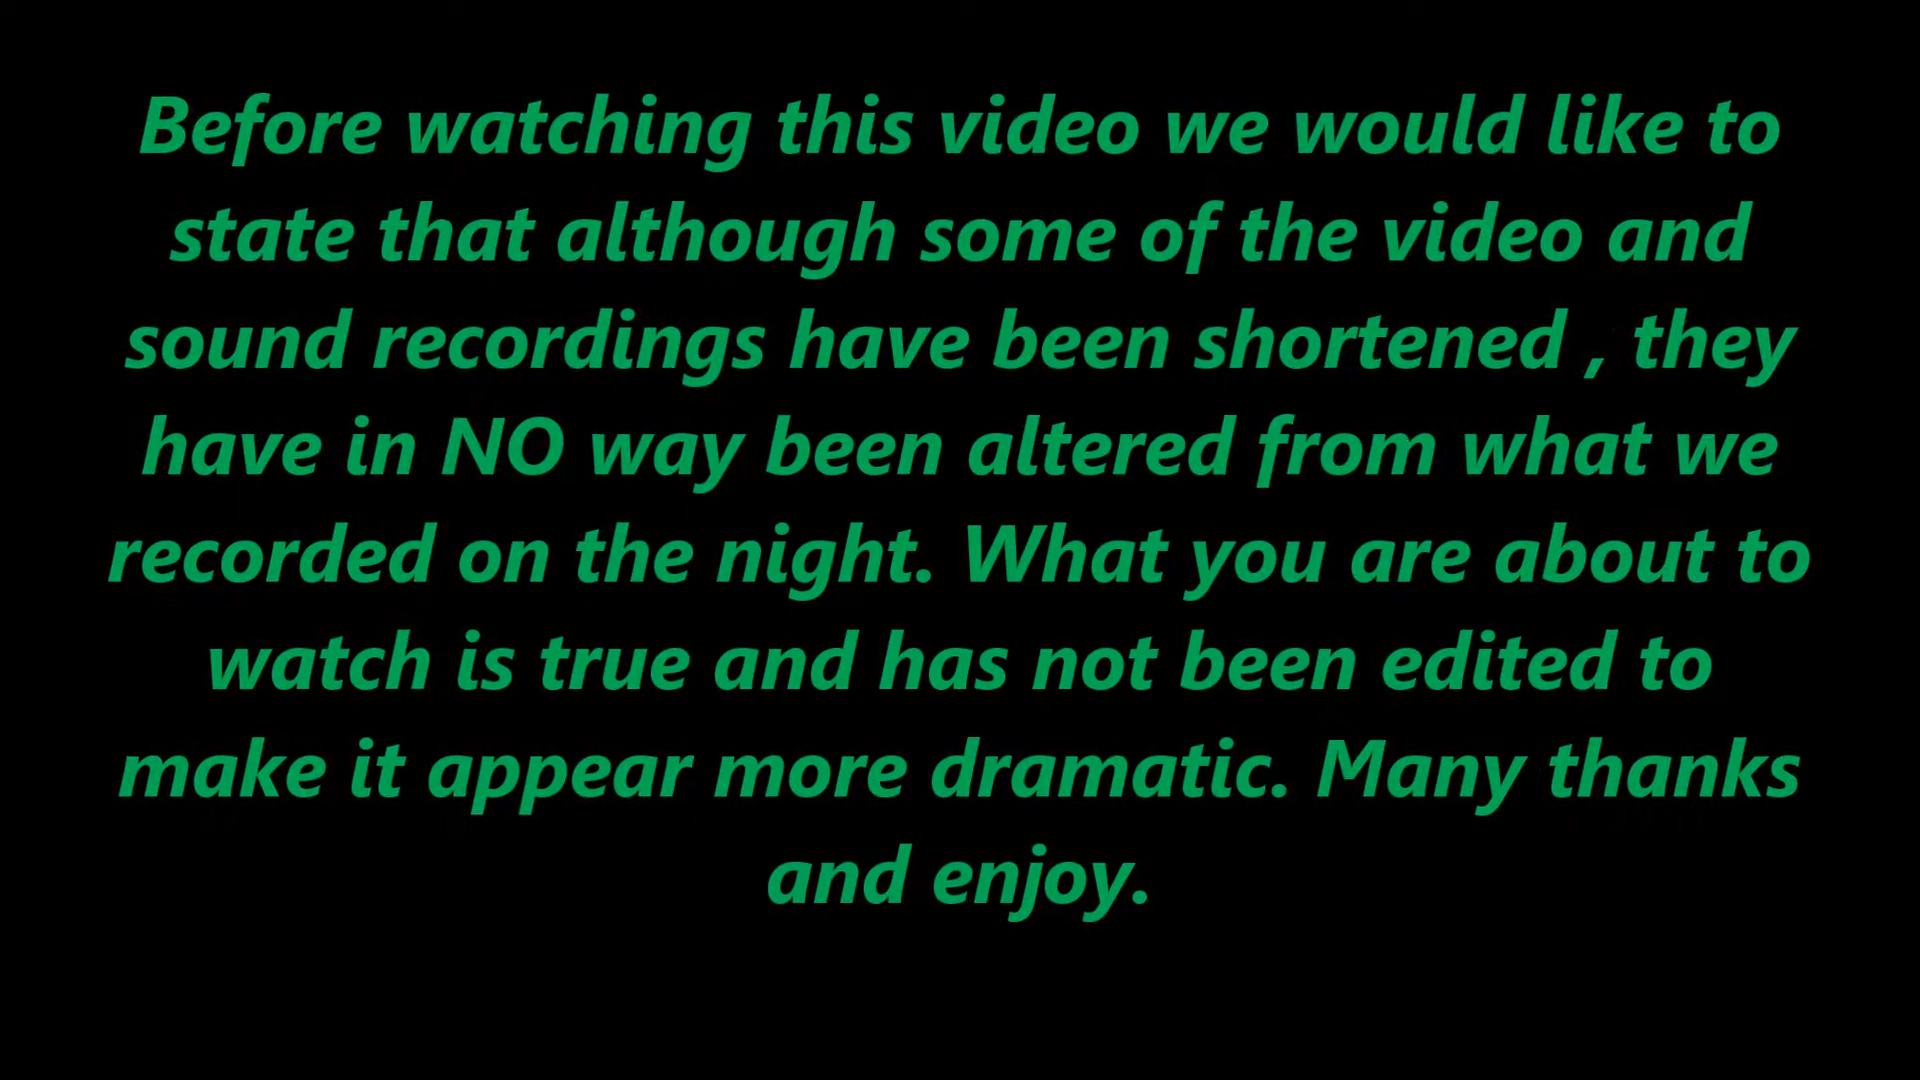 Before watching this video we would like to
state that although some of the video and
sound recordings have been shortened , they
have in NO way been altered from what we
recorded on the night. What you are about to
watch is true and has not been edited to
make it appear more dramatic. Many thanks
and enjoy.